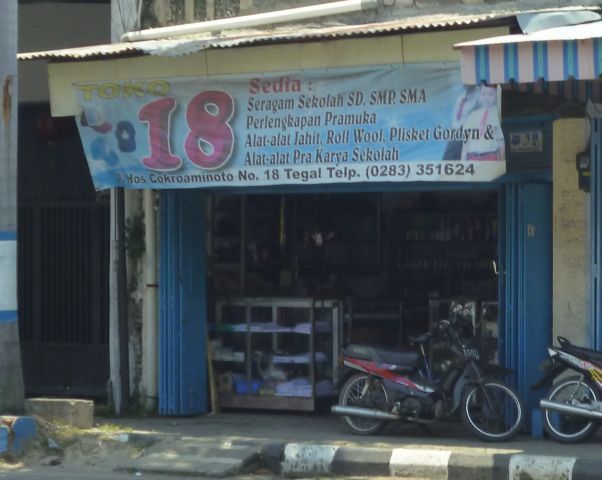 TOKO
18
Sedia :
Seragam Sekolah SD, SMP, SMA
Perlengkapan Pramuka
Alat-alat Jahit, Roll Wool, Plisket Gordyn &
Alat-alat Pra Karya Sekolah
Jl. Hos Cokroaminoto No. 18 Tegal Telp. (0283) 351624